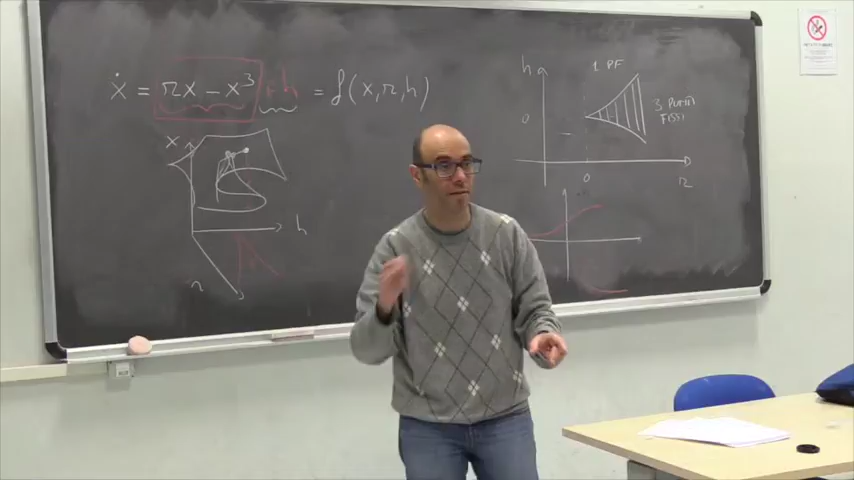 ẋ = rx - x³ + h = f(x,r,h)
x
h
r
h
1 PF
0
3 PUNTI
FISSI
0
r